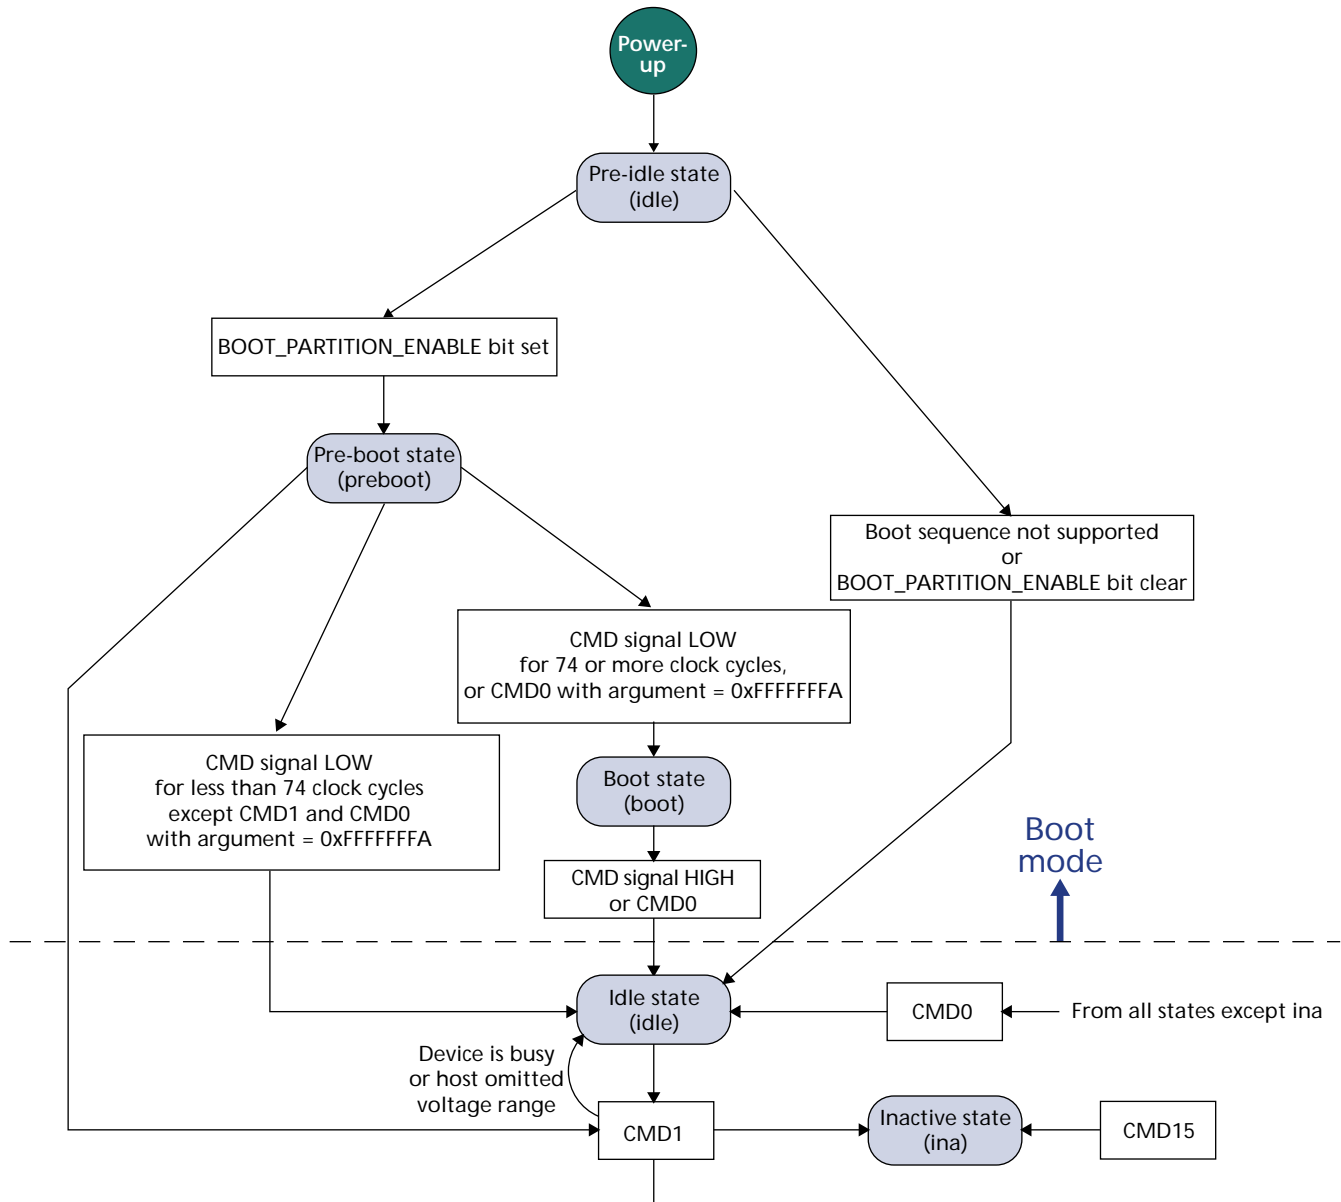 Power-
up
Pre-idle state
(idle)
BOOT_PARTITION_ENABLE bit set
Pre-boot state
(preboot)
Boot sequence not supported
or
BOOT_PARTITION_ENABLE bit clear
CMD signal LOW
for 74 or more clock cycles,
or CMD0 with argument = 0xFFFFFFFA
CMD signal LOW
for less than 74 clock cycles
except CMD1 and CMD0
with argument = 0xFFFFFFFA
Boot state
(boot)
Boot
mode
CMD signal HIGH
or CMD0
Idle state
(idle)
CMD0
From all states except ina
Device is busy
or host omitted
voltage range
CMD1
Inactive state
(ina)
CMD15